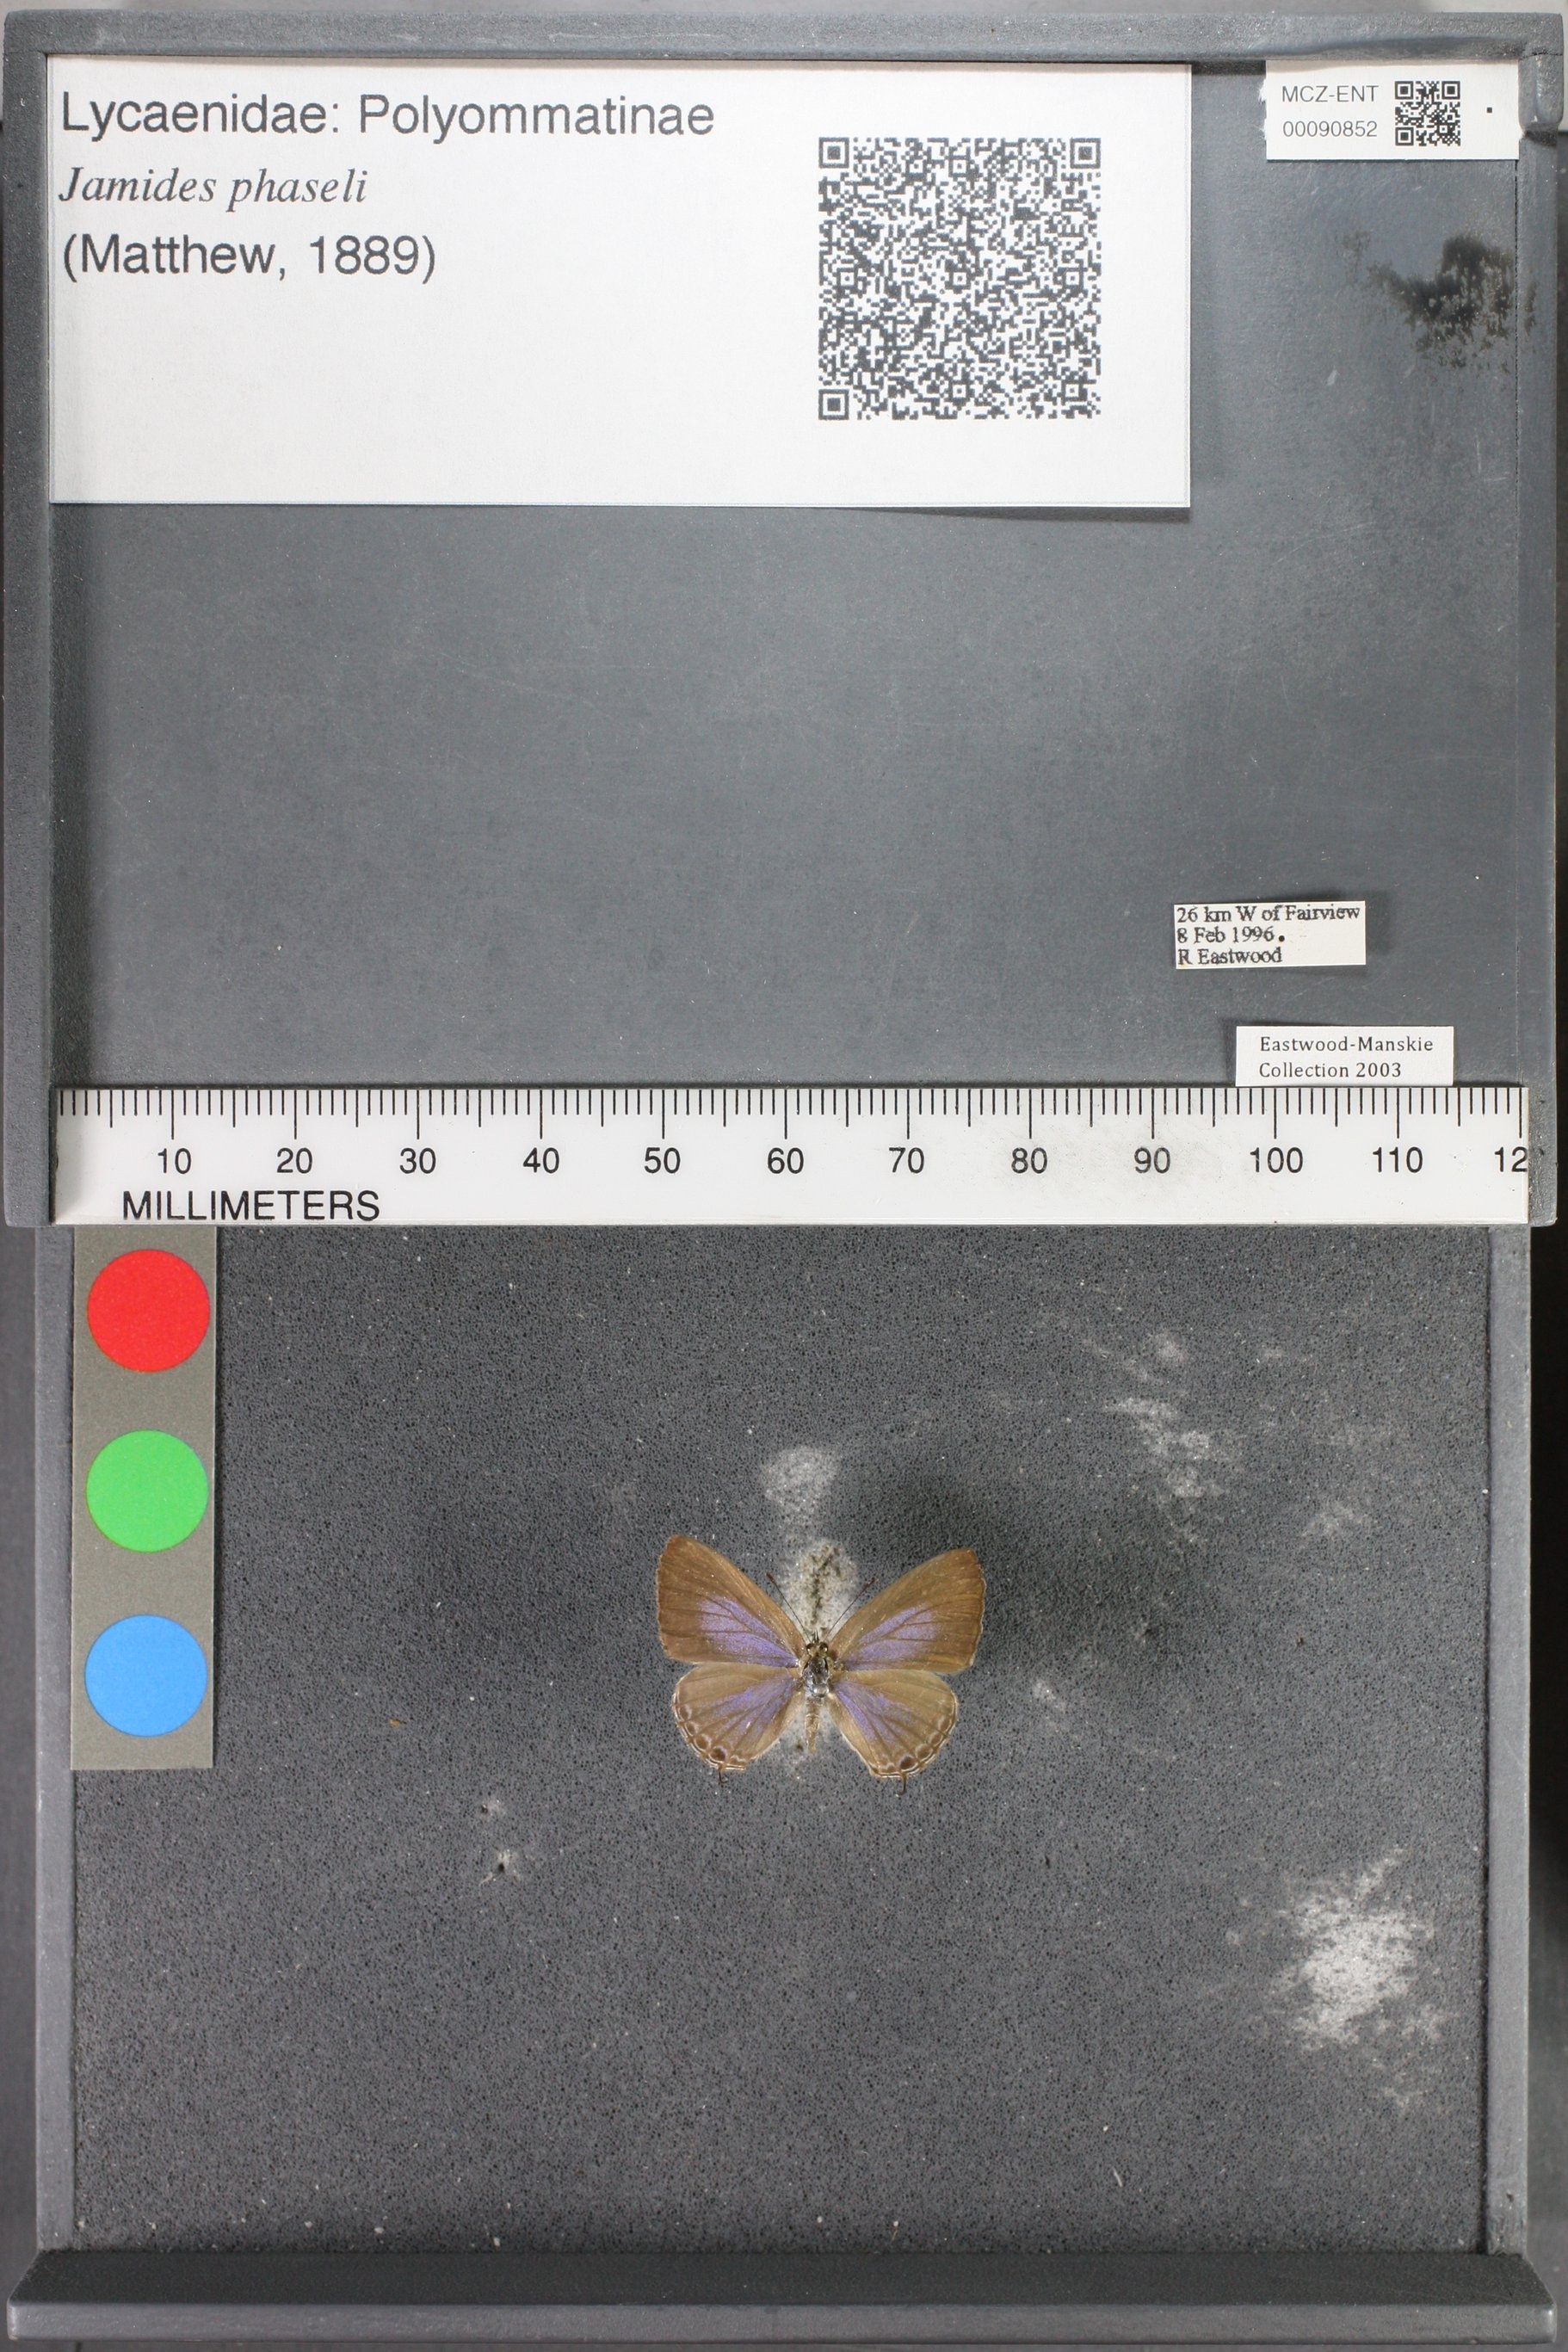 Lycaenidae: Polyommatinae
Jamides phaseli
(Matthew, 1889)
MCZ-ENT
00090852
26 km W of Fairview
8 Feb 1996.
R Eastwood
Eastwood-Manskie
Collection 2003
10 20 30 40 50 60 70 80 90 100 110 12
MILLIMETERS